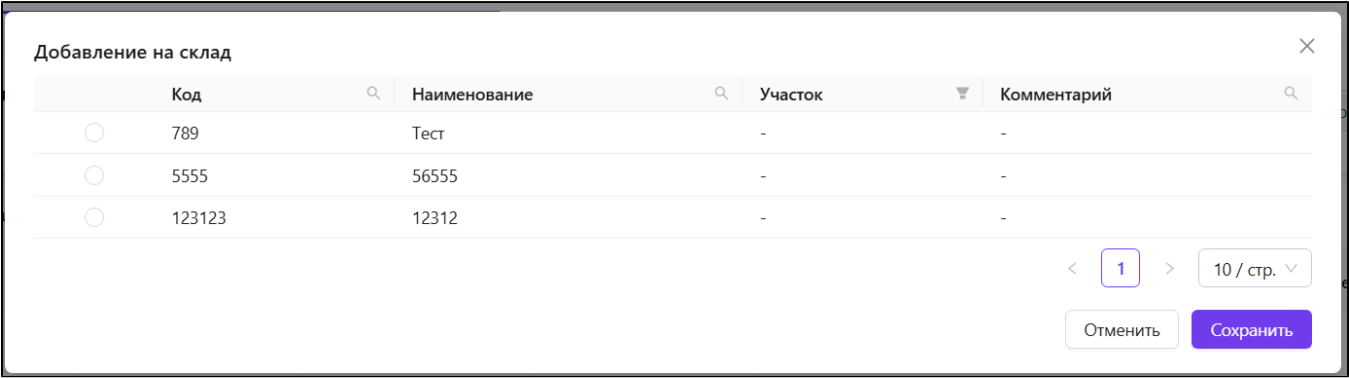 Добавление на склад
Код Наименование Участок Комментарий
789 Тест - -
5555 56555 - -
123123 12312 - -
< 1 > 10 / стр.
Отменить Сохранить